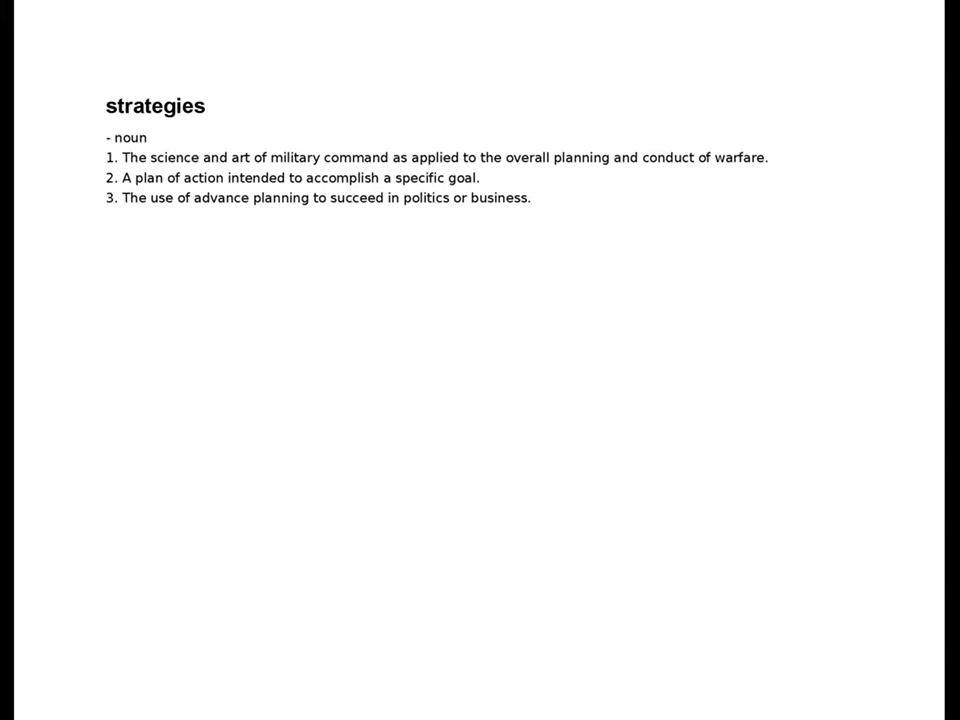 strategies
- noun
1. The science and art of military command as applied to the overall planning and conduct of warfare.
2. A plan of action intended to accomplish a specific goal.
3. The use of advance planning to succeed in politics or business.